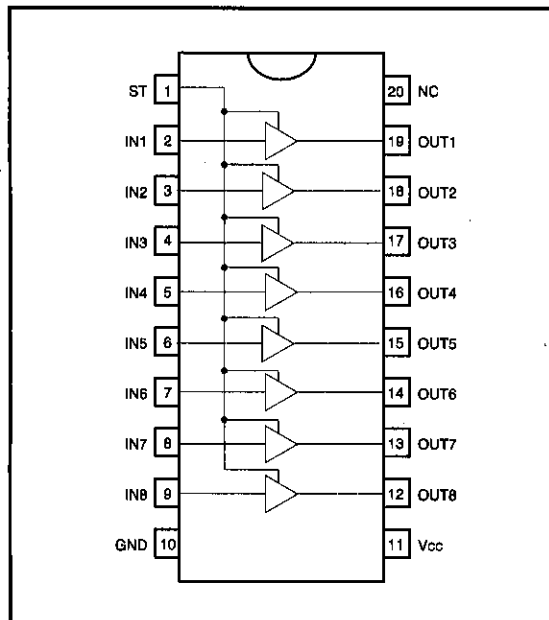 ST 1 20 NC
IN1 2 19 OUT1
IN2 3 18 OUT2
IN3 4 17 OUT3
IN4 5 16 OUT4
IN5 6 15 OUT5
IN6 7 14 OUT6
IN7 8 13 OUT7
IN8 9 12 OUT8
GND 10 11 Vcc